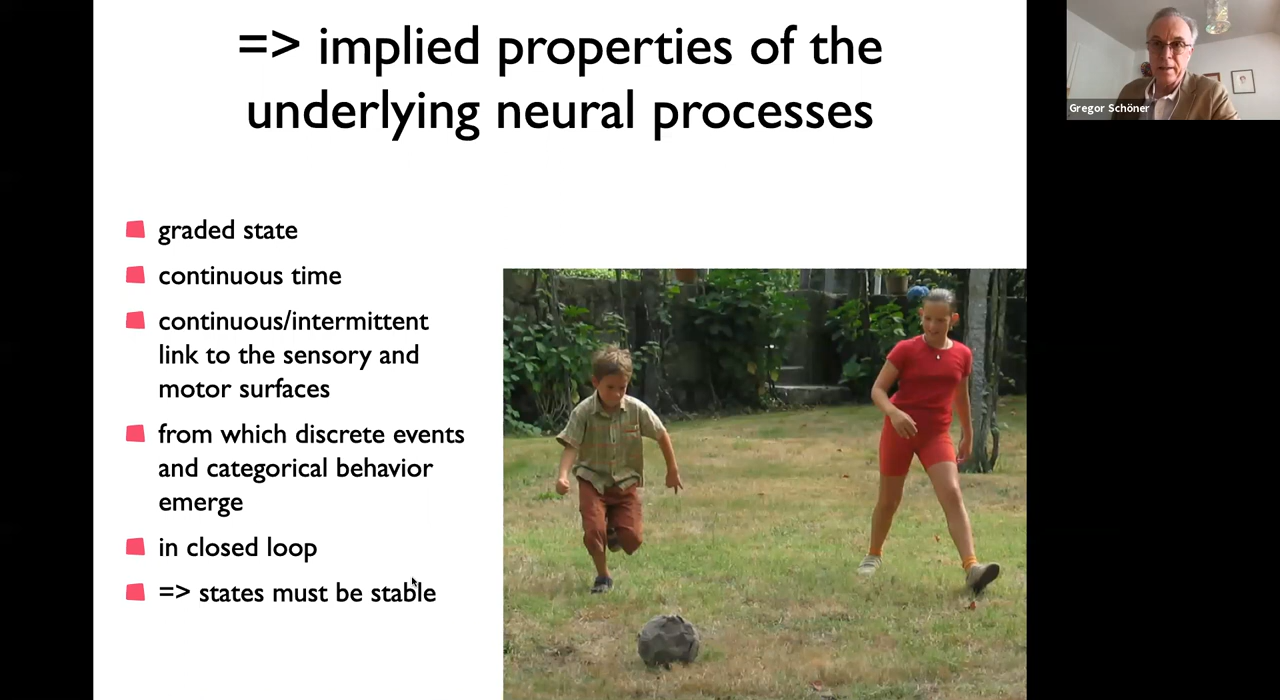 => implied properties of the
underlying neural processes
Gregor Schöner
graded state
continuous time
continuous/intermittent
link to the sensory and
motor surfaces
from which discrete events
and categorical behavior
emerge
in closed loop
=> states must be stable